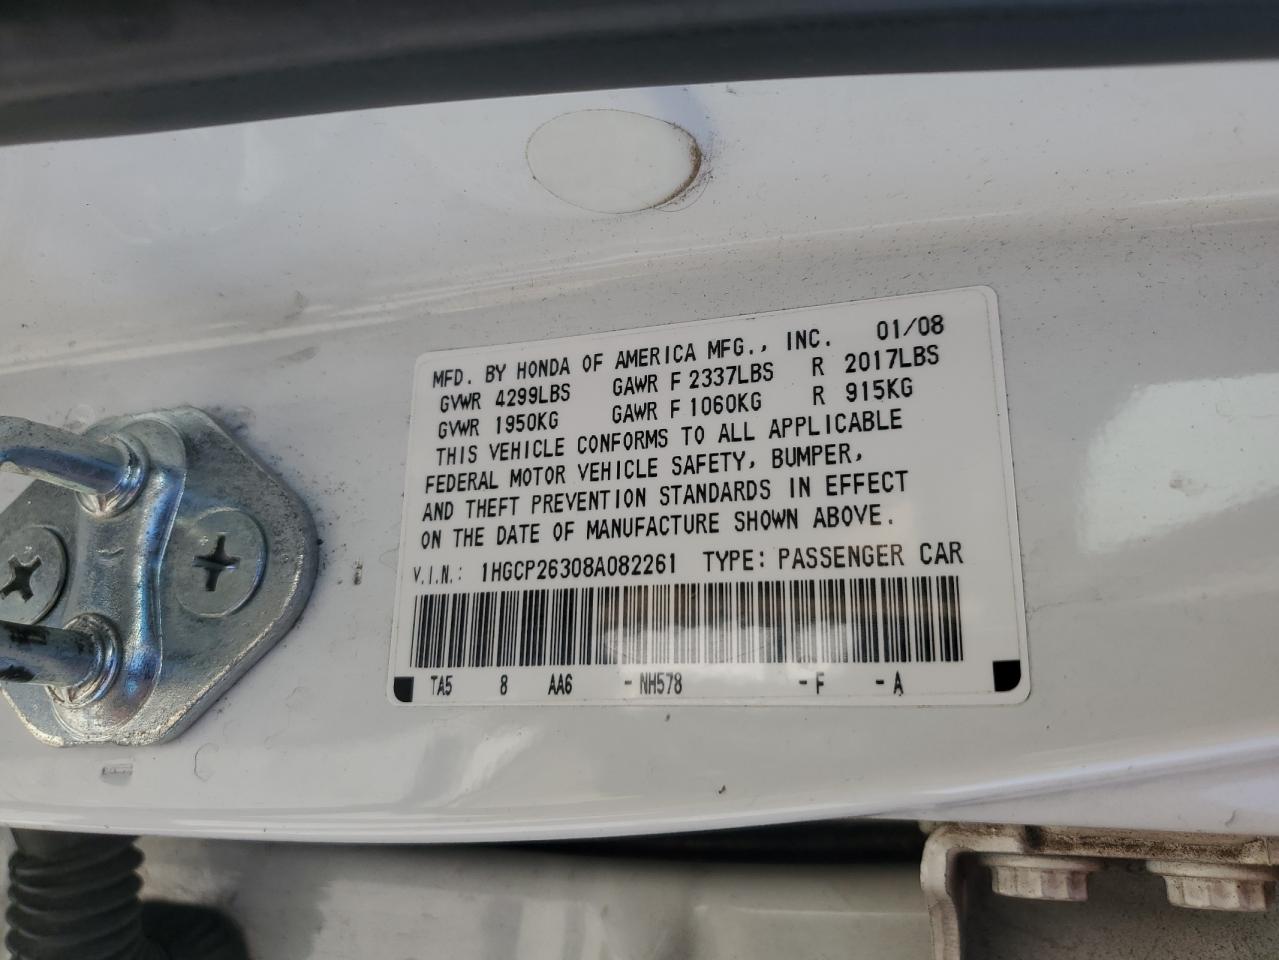 MFD. BY HONDA OF AMERICA MFG., INC. 01/08
GVWR 4299LBS GAWR F 2337LBS R 2017LBS
GVWR 1950KG GAWR F 1060KG R 915KG
THIS VEHICLE CONFORMS TO ALL APPLICABLE
FEDERAL MOTOR VEHICLE SAFETY, BUMPER,
AND THEFT PREVENTION STANDARDS IN EFFECT
ON THE DATE OF MANUFACTURE SHOWN ABOVE.
V.I.N.: 1HGCP26308A082261 TYPE: PASSENGER CAR
TA5 8 AA6 -NH578 -F -A